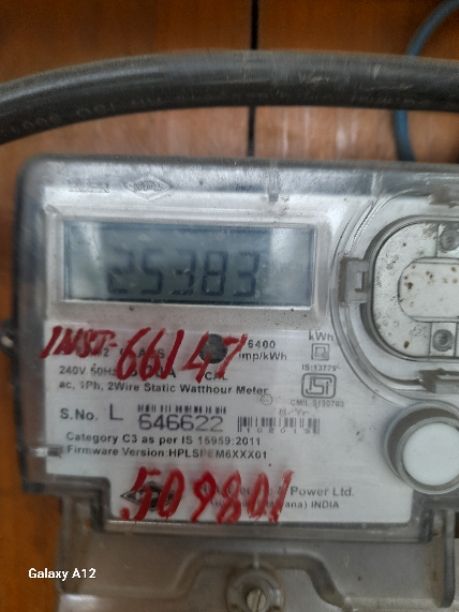 25383
INST-66147
6400
imp/kWh
kWh
240V, 50Hz
IS:13779
ac, 1Ph, 2Wire Static Watthour Meter
S.No. L 646622
Category C3 as per IS 15959:2011
Firmware Version:
& Power Ltd.
509801
INDIA
Galaxy A12